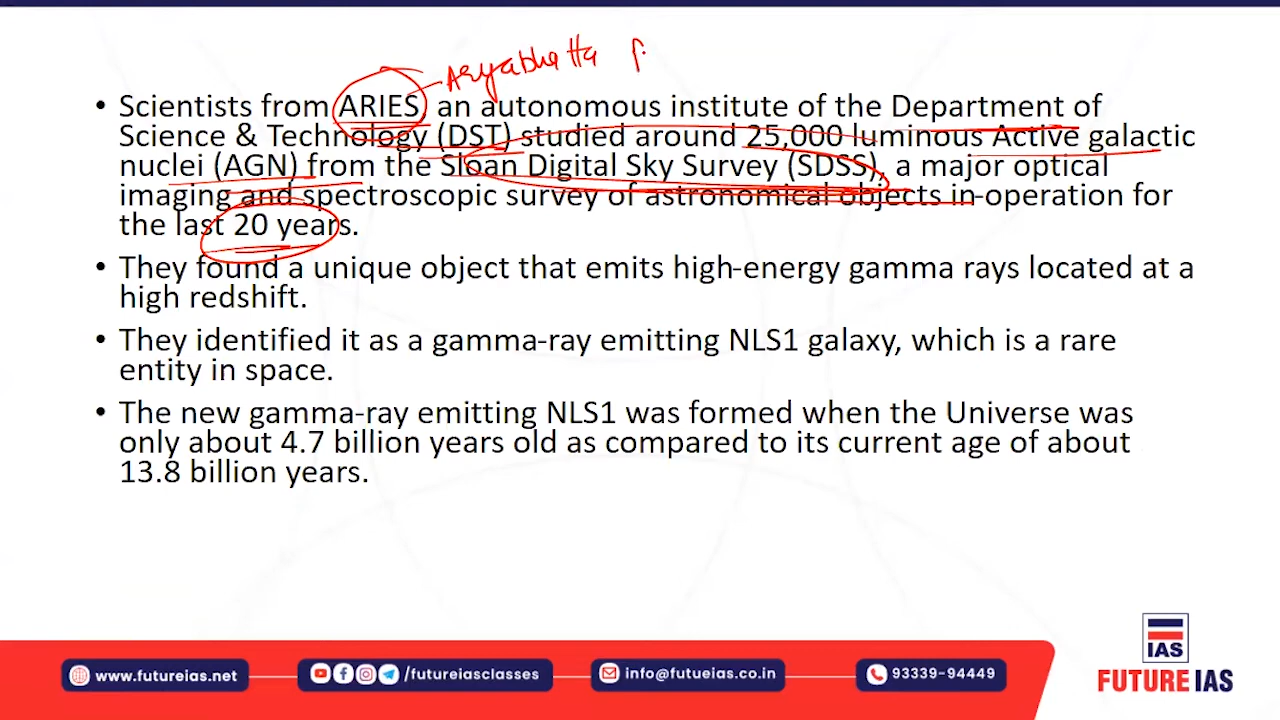 Aryabhatta
• Scientists from ARIES, an autonomous institute of the Department of
Science & Technology (DST) studied around 25,000 luminous Active galactic
nuclei (AGN) from the Sloan Digital Sky Survey (SDSS), a major optical
imaging and spectroscopic survey of astronomical objects in-operation for
the last 20 years.
• They found a unique object that emits high-energy gamma rays located at a
high redshift.
• They identified it as a gamma-ray emitting NLS1 galaxy, which is a rare
entity in space.
• The new gamma-ray emitting NLS1 was formed when the Universe was
only about 4.7 billion years old as compared to its current age of about
13.8 billion years.
IAS
FUTURE IAS
www.futureias.net
/futureiasclasses
info@futueias.co.in
93339-94449